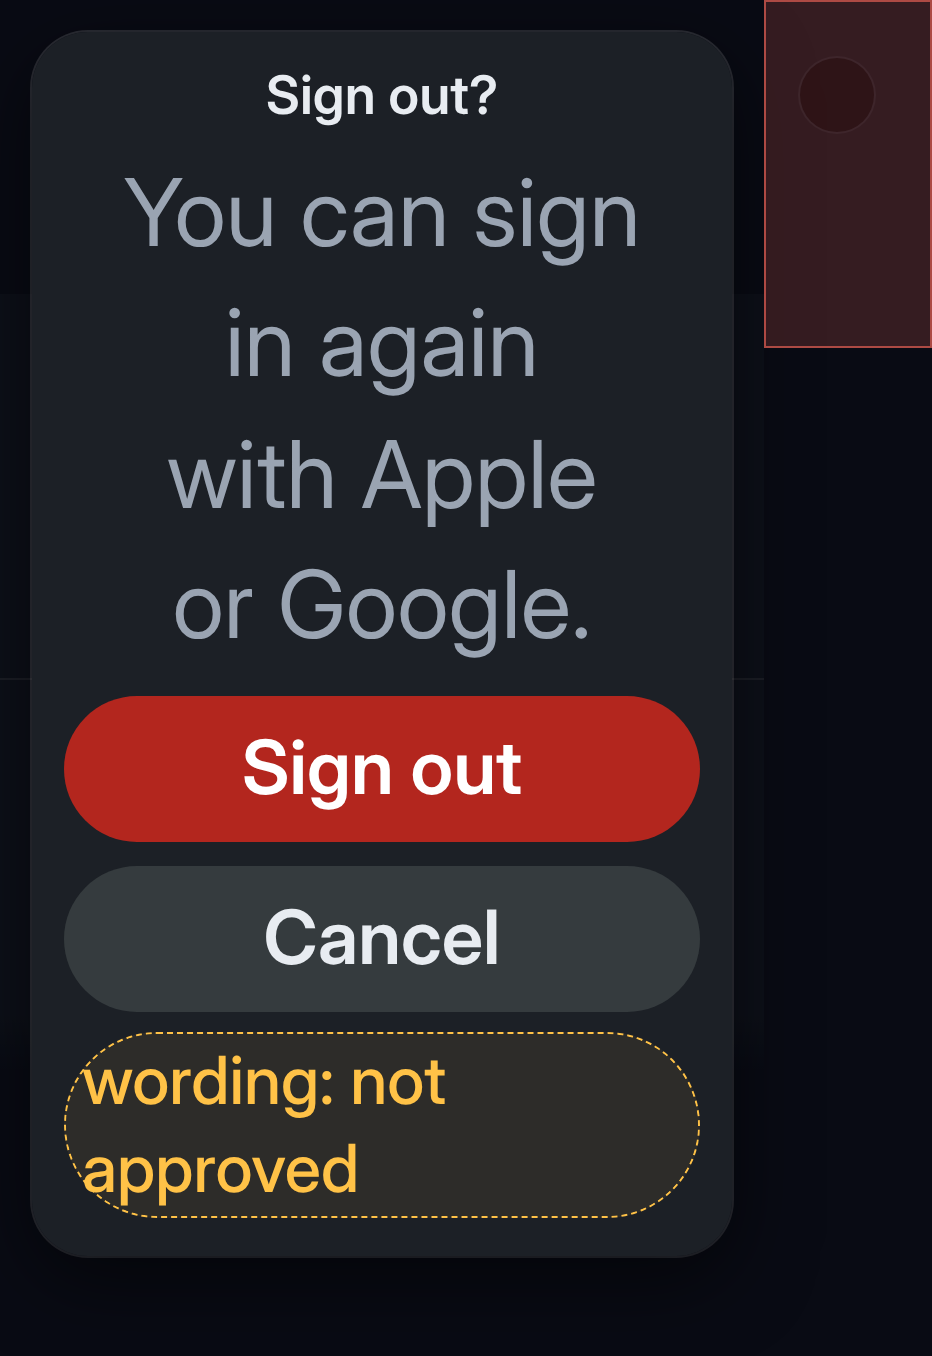 Sign out?
You can sign
in again
with Apple
or Google.
Sign out
Cancel
wording: not
approved